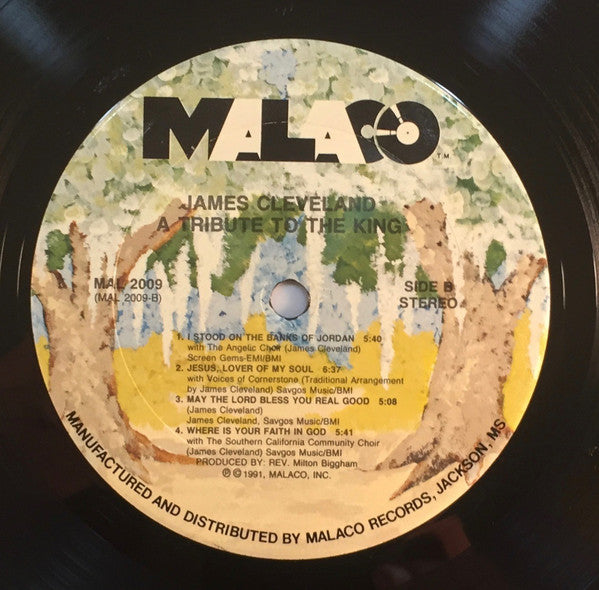 MALACO
TM
JAMES CLEVELAND
A TRIBUTE TO THE KING
MAL 2009
(MAL 2009-B)
SIDE B
STEREO
1. I STOOD ON THE BANKS OF JORDAN 5:40
with The Angelic Choir (James Cleveland)
Screen Gems-EMI/BMI
2. JESUS, LOVER OF MY SOUL 6:37
with Voices of Cornerstone (Traditional Arrangement
by James Cleveland) Savgos Music/BMI
3. MAY THE LORD BLESS YOU REAL GOOD 5:08
(James Cleveland)
James Cleveland, Savgos Music/BMI
4. WHERE IS YOUR FAITH IN GOD 5:41
with The Southern California Community Choir
(James Cleveland) Savgos Music/BMI
PRODUCED BY: REV. Milton Biggham
℗ © 1991, MALACO, INC.
MANUFACTURED AND DISTRIBUTED BY MALACO RECORDS, JACKSON, MS